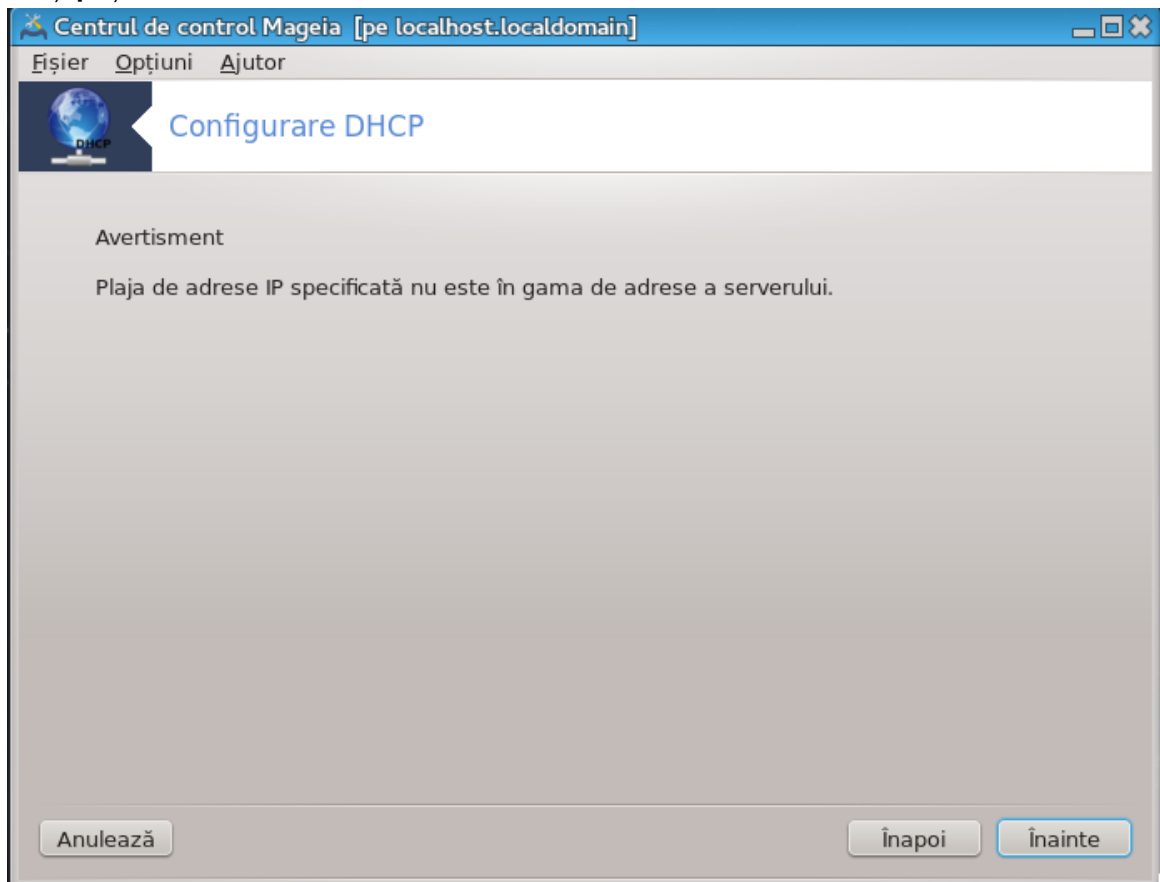 Centrul de control Mageia [pe localhost.localdomain]
Fișier Opțiuni Ajutor
DHCP
Configurare DHCP
Avertisment
Plaja de adrese IP specificată nu este în gama de adrese a serverului.
Anulează Înapoi Înainte